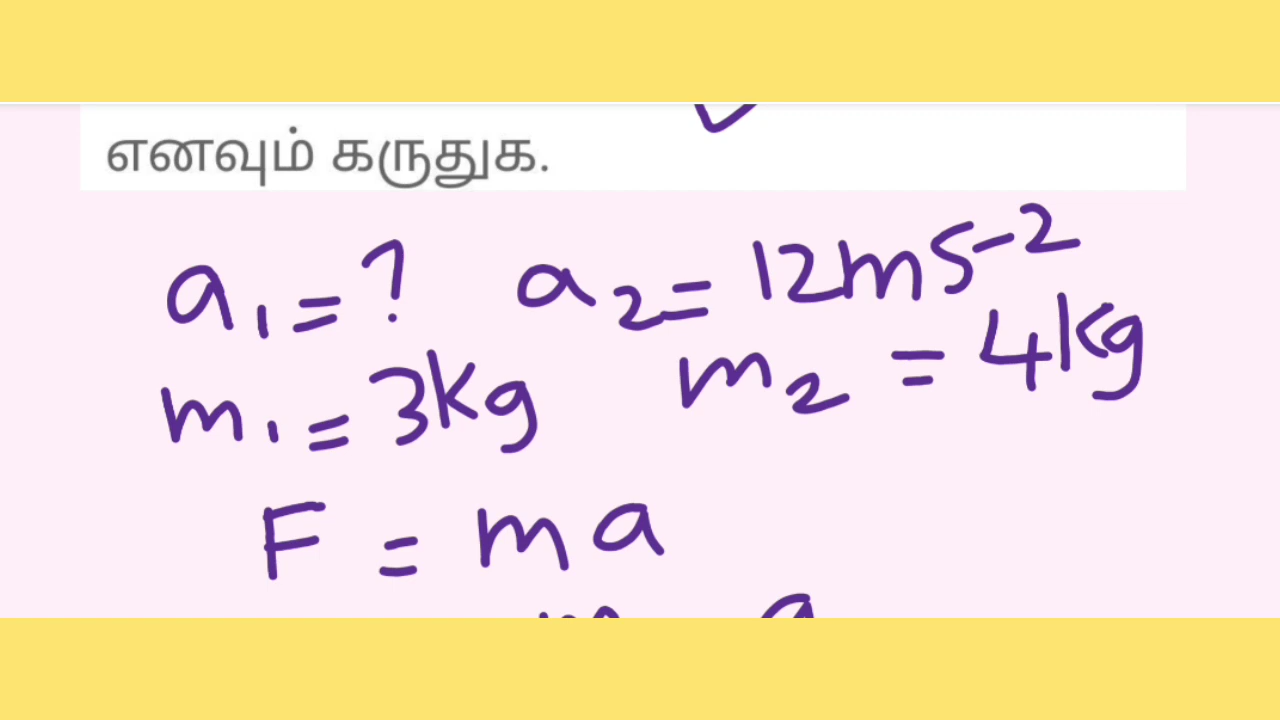 எனவும் கருதுக.
a₁ = ? a₂ = 12ms⁻²
m₁ = 3kg m₂ = 4kg
F = ma